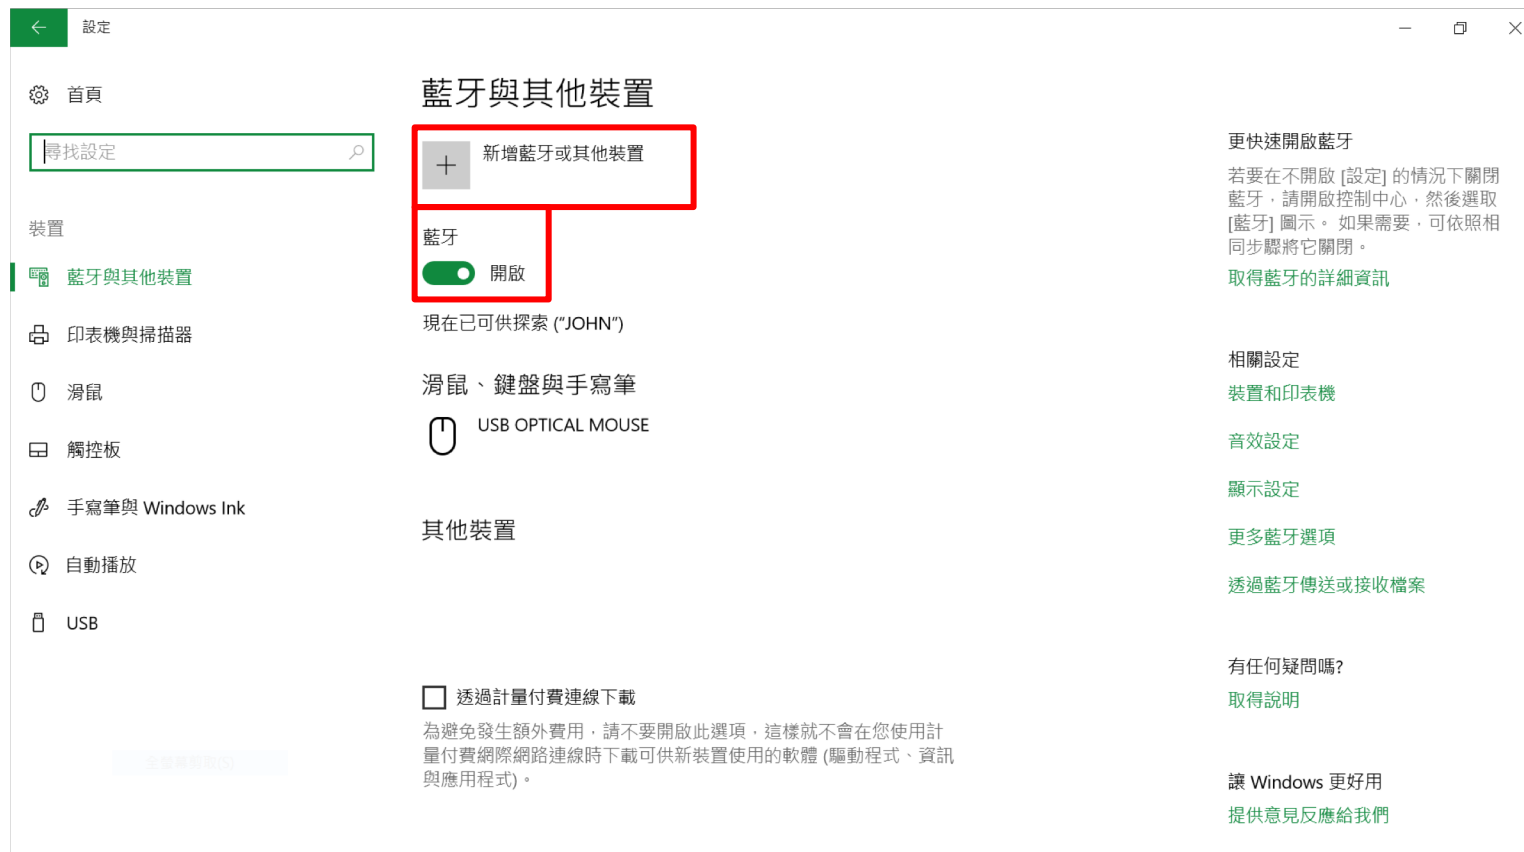 設定
首頁
尋找設定
裝置
藍牙與其他裝置
印表機與掃描器
滑鼠
觸控板
手寫筆與 Windows Ink
自動播放
USB
藍牙與其他裝置
新增藍牙或其他裝置
藍牙
開啟
現在已可供探索 ("JOHN")
滑鼠、鍵盤與手寫筆
USB OPTICAL MOUSE
其他裝置
透過計量付費連線下載
為避免發生額外費用，請不要開啟此選項，這樣就不會在您使用計
量付費網際網路連線時下載可供新裝置使用的軟體 (驅動程式、資訊
與應用程式)。
更快速開啟藍牙
若要在不開啟 [設定] 的情況下關閉
藍牙，請開啟控制中心，然後選取
[藍牙] 圖示。 如果需要，可依照相
同步驟將它關閉。
取得藍牙的詳細資訊
相關設定
裝置和印表機
音效設定
顯示設定
更多藍牙選項
透過藍牙傳送或接收檔案
有任何疑問嗎?
取得說明
讓 Windows 更好用
提供意見反應給我們